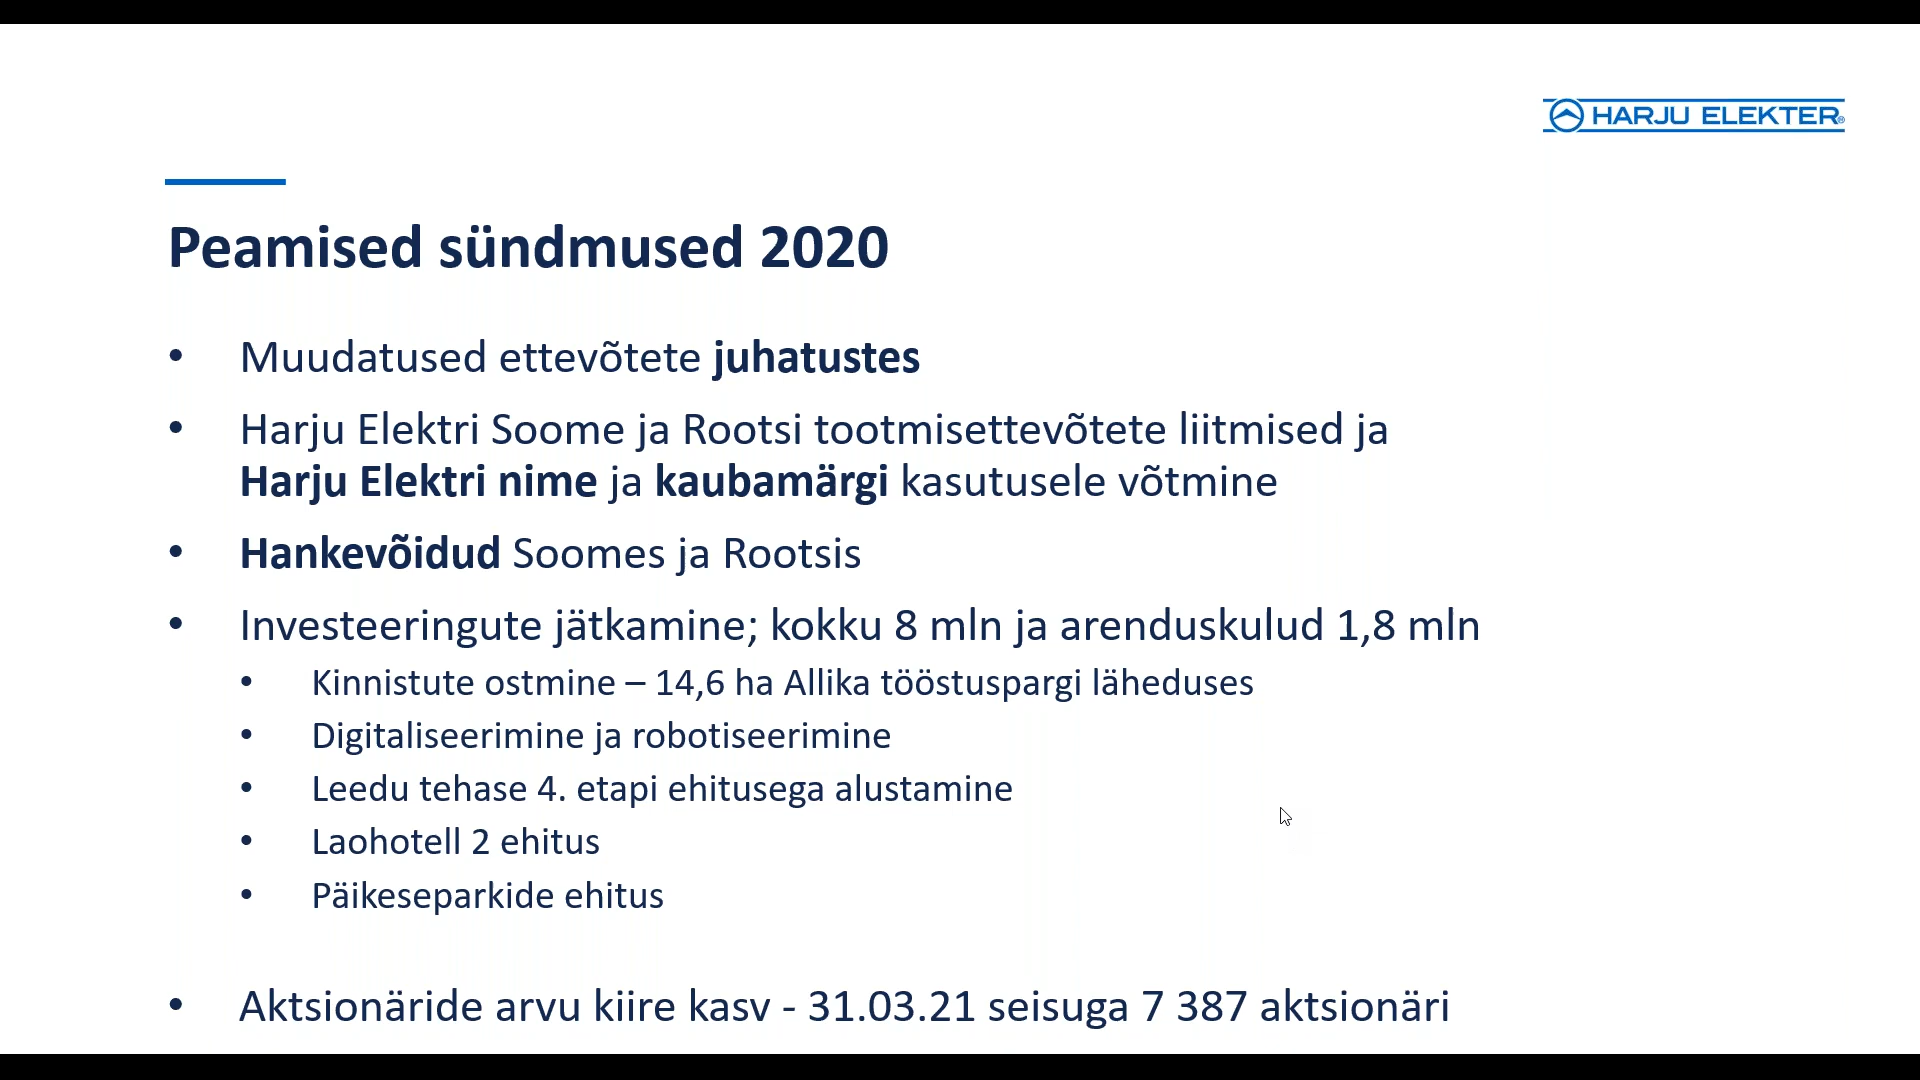 HARJU ELEKTER®
Peamised sündmused 2020
• Muudatused ettevõtete juhatustes
• Harju Elektri Soome ja Rootsi tootmisettevõtete liitmised ja
Harju Elektri nime ja kaubamärgi kasutusele võtmine
• Hankevõidud Soomes ja Rootsis
• Investeeringute jätkamine; kokku 8 mln ja arenduskulud 1,8 mln
• Kinnistute ostmine – 14,6 ha Allika tööstuspargi läheduses
• Digitaliseerimine ja robotiseerimine
• Leedu tehase 4. etapi ehitusega alustamine
• Laohotell 2 ehitus
• Päikeseparkide ehitus
• Aktsionäride arvu kiire kasv - 31.03.21 seisuga 7 387 aktsionäri